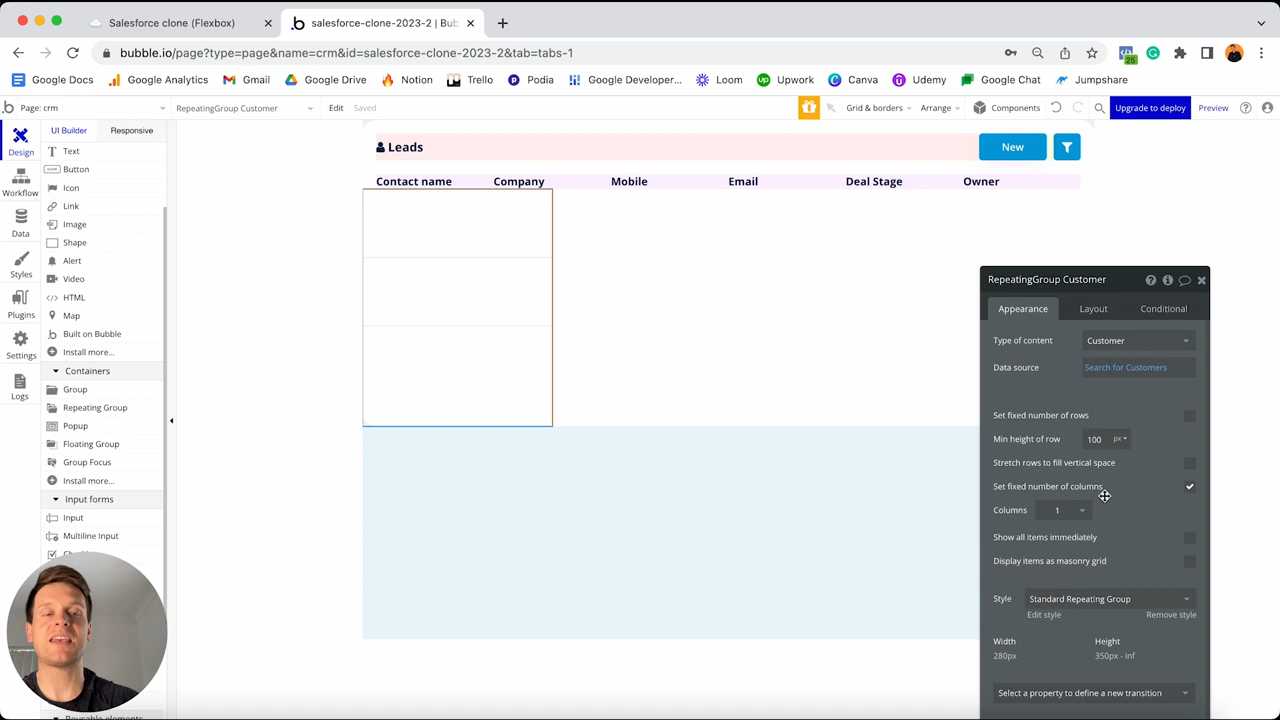 Salesforce clone (Flexbox)
salesforce-clone-2023-2 | Bub
bubble.io/page?type=page&name=crm&id=salesforce-clone-2023-2&tab=tabs-1
25
Google Docs
Google Analytics
Gmail
Google Drive
Notion
Trello
Podia
Google Developer...
Loom
Upwork
Canva
Udemy
Google Chat
Jumpshare
Page: crm
RepeatingGroup Customer
Edit
Saved
Grid & borders
Arrange
Components
Upgrade to deploy
Preview
UI Builder
Responsive
Design
Workflow
Data
Styles
Plugins
Settings
Logs
Text
Button
Icon
Link
Image
Shape
Alert
Video
HTML
Map
Built on Bubble
Install more...
Containers
Group
Repeating Group
Popup
Floating Group
Group Focus
Install more...
Input forms
Input
Multiline Input
Leads
New
Contact name
Company
Mobile
Email
Deal Stage
Owner
RepeatingGroup Customer
Appearance
Layout
Conditional
Type of content
Customer
Data source
Search for Customers
Set fixed number of rows
Min height of row
100
px
Stretch rows to fill vertical space
Set fixed number of columns
Columns
1
Show all items immediately
Display items as masonry grid
Style
Standard Repeating Group
Edit style
Remove style
Width
Height
280px
350px - inf
Select a property to define a new transition